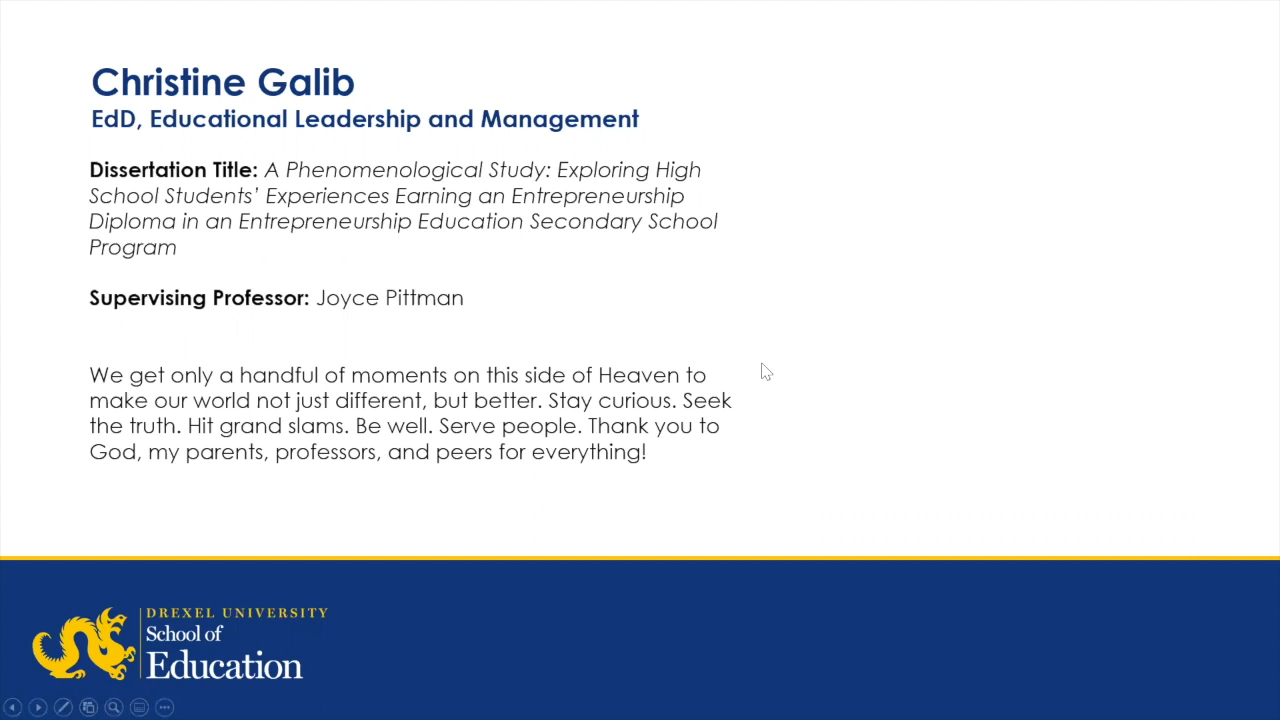 Christine Galib
EdD, Educational Leadership and Management
Dissertation Title: A Phenomenological Study: Exploring High
School Students’ Experiences Earning an Entrepreneurship
Diploma in an Entrepreneurship Education Secondary School
Program
Supervising Professor: Joyce Pittman
We get only a handful of moments on this side of Heaven to
make our world not just different, but better. Stay curious. Seek
the truth. Hit grand slams. Be well. Serve people. Thank you to
God, my parents, professors, and peers for everything!
DREXEL UNIVERSITY
School of
Education